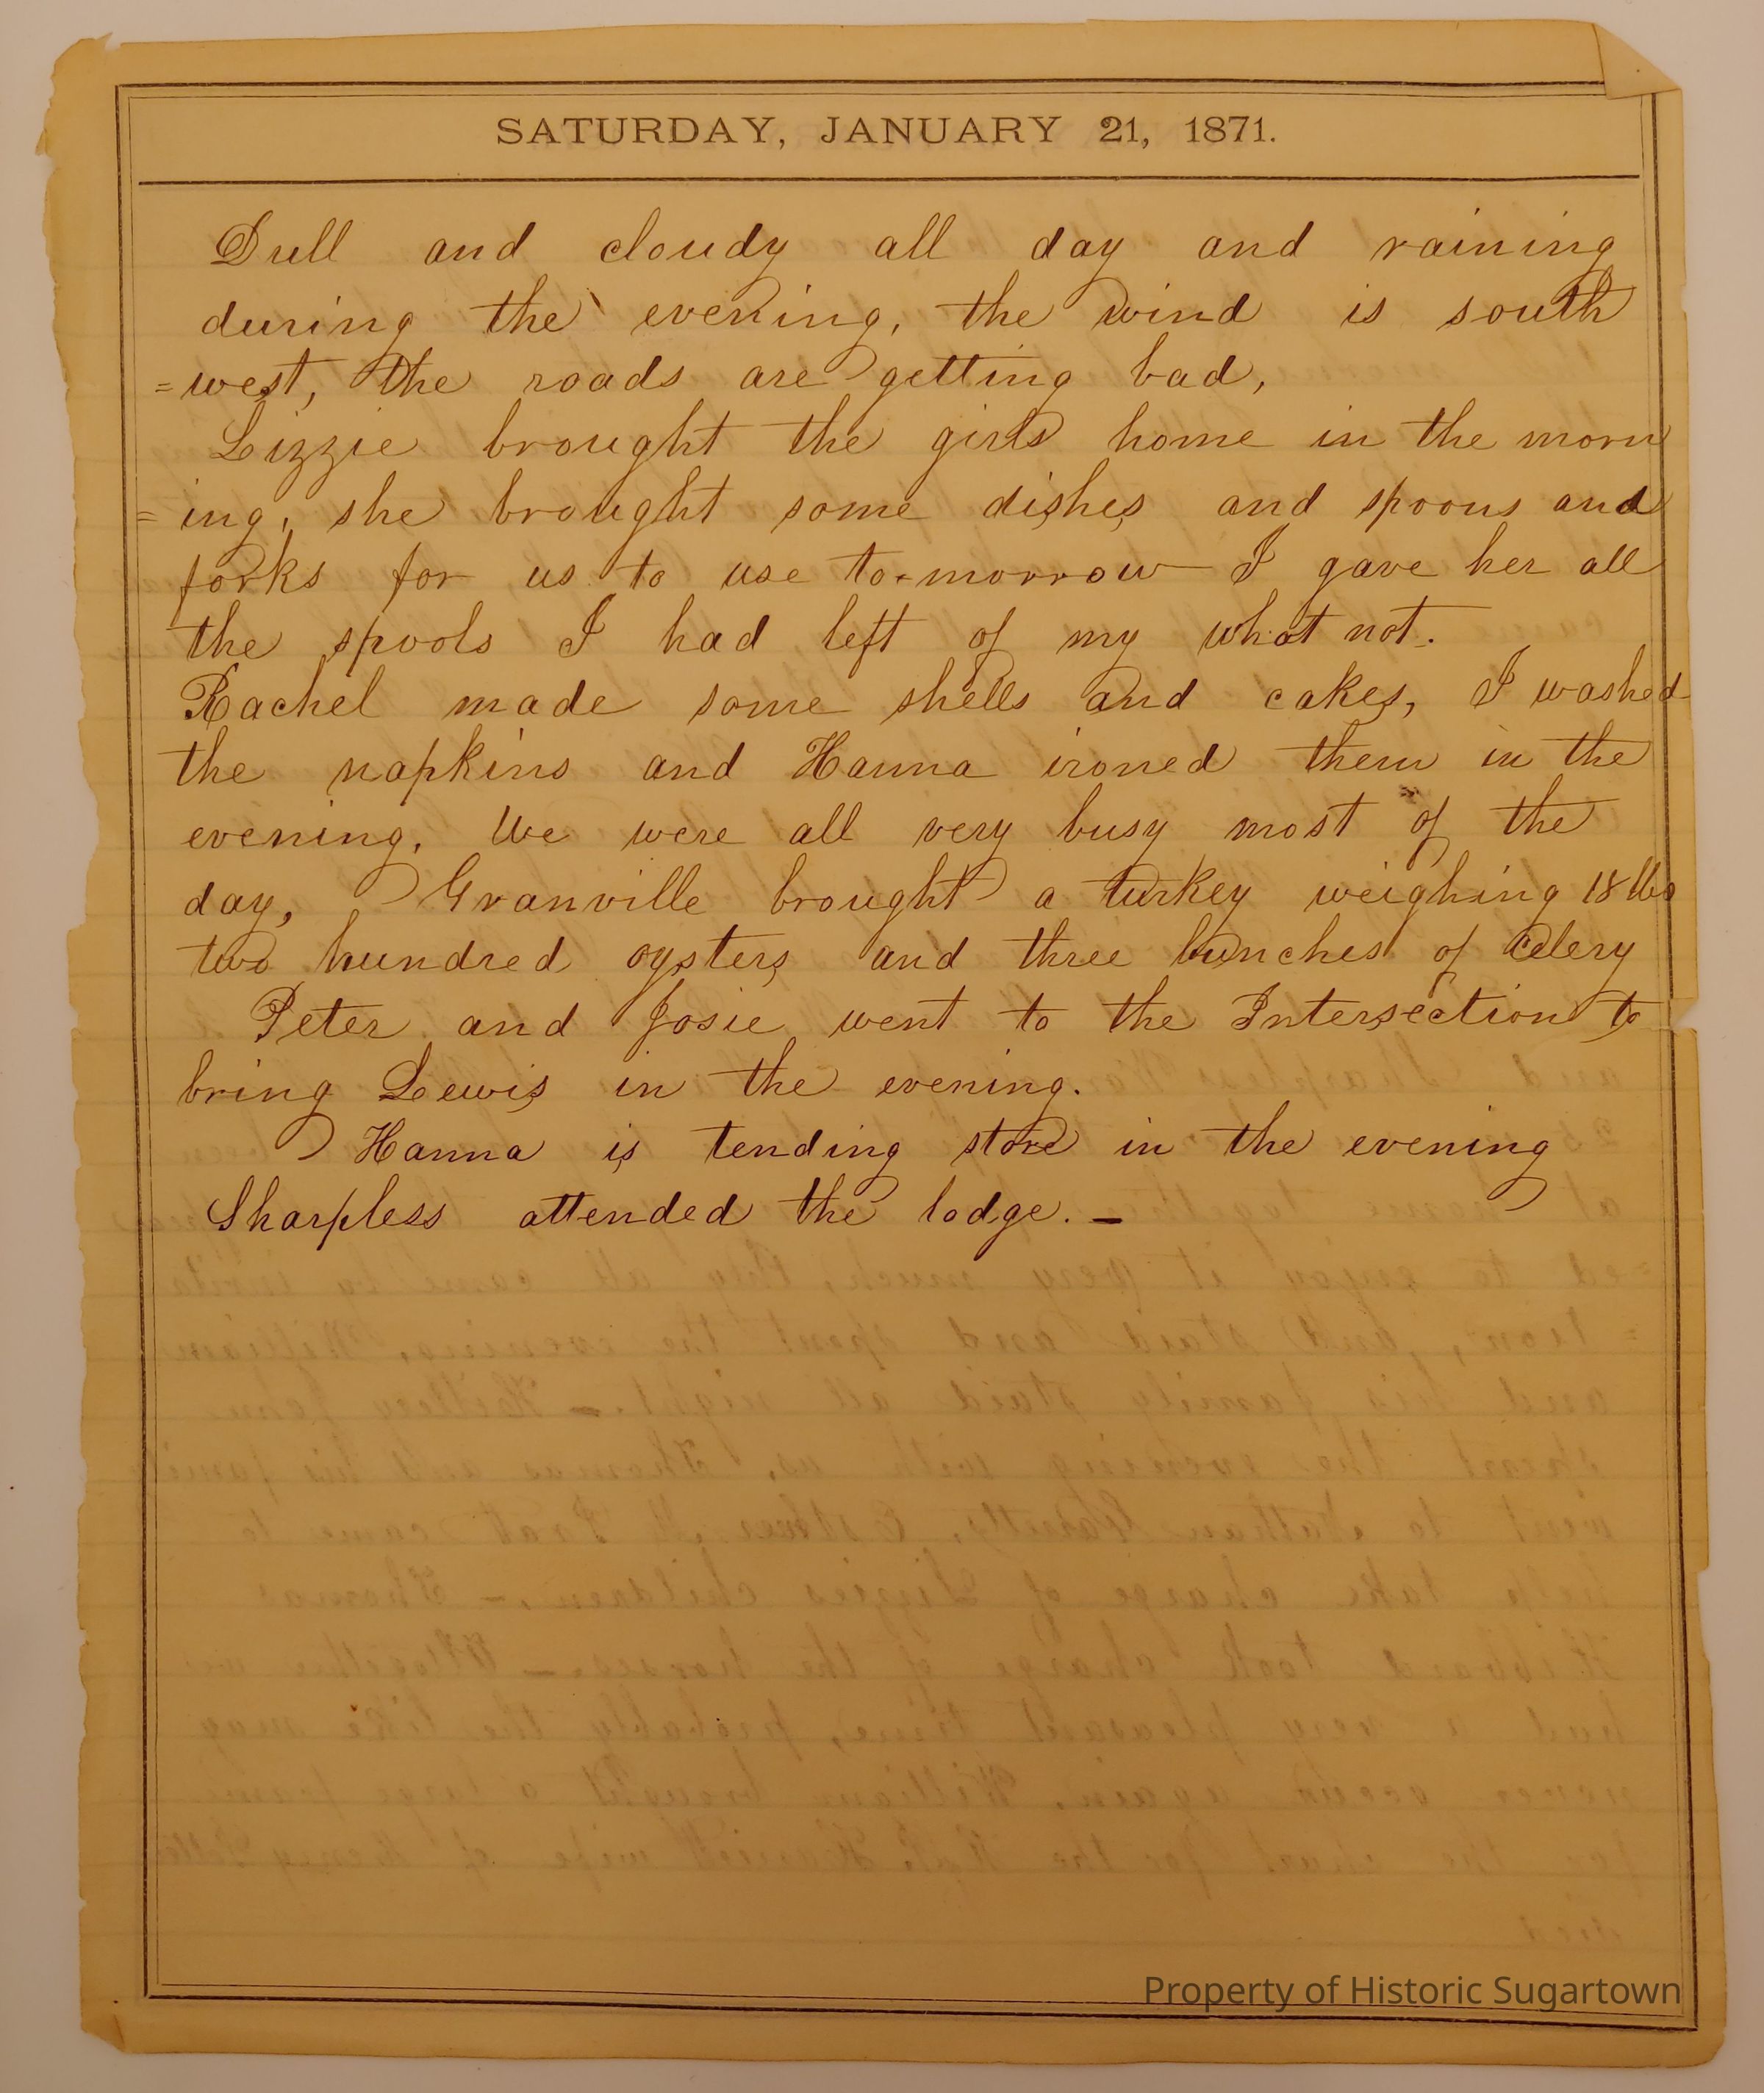 SATURDAY, JANUARY 21, 1871.
Dull and cloudy all day and raining
during the evening, the wind is south
=west, the roads are getting bad,
Lizzie brought the girls home in the morn
=ing, she brought some dishes and spoons and
forks for us to use to-morrow I gave her all
the spools I had left of my what not.
Rachel made some shells and cakes, I washed
the napkins and Hanna ironed them in the
evening, We were all very busy most of the
day, Granville brought a turkey weighing 18 lbs
two hundred oysters and three bunches of Celery
Peter and Josie went to the Intersection to
bring Lewis in the evening.
Hanna is tending store in the evening
Sharpless attended the lodge. –
Property of Historic Sugartown